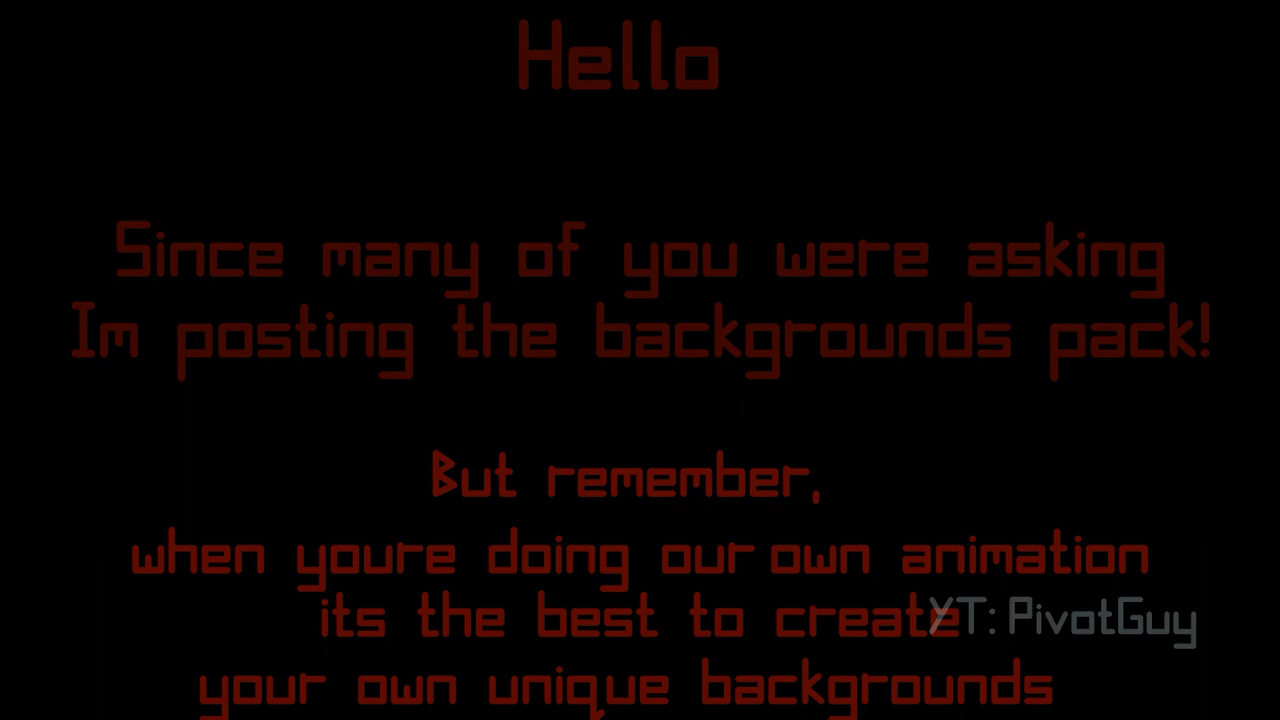 Hello
Since many of you were asking
Im posting the backgrounds pack!
But remember,
when youre doing our own animation
its the best to create
YT: PivotGuy
your own unique backgrounds